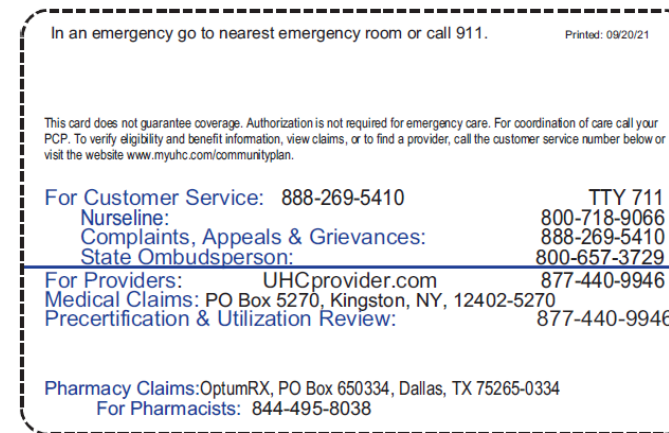 In an emergency go to nearest emergency room or call 911. Printed: 09/20/21
This card does not guarantee coverage. Authorization is not required for emergency care. For coordination of care call your
PCP. To verify eligibility and benefit information, view claims, or to find a provider, call the customer service number below or
visit the website www.myuhc.com/communityplan.
For Customer Service: 888-269-5410 TTY 711
Nurseline: 800-718-9066
Complaints, Appeals & Grievances: 888-269-5410
State Ombudsperson: 800-657-3729
For Providers: UHCprovider.com 877-440-9946
Medical Claims: PO Box 5270, Kingston, NY, 12402-5270
Precertification & Utilization Review: 877-440-9946
Pharmacy Claims:OptumRX, PO Box 650334, Dallas, TX 75265-0334
For Pharmacists: 844-495-8038